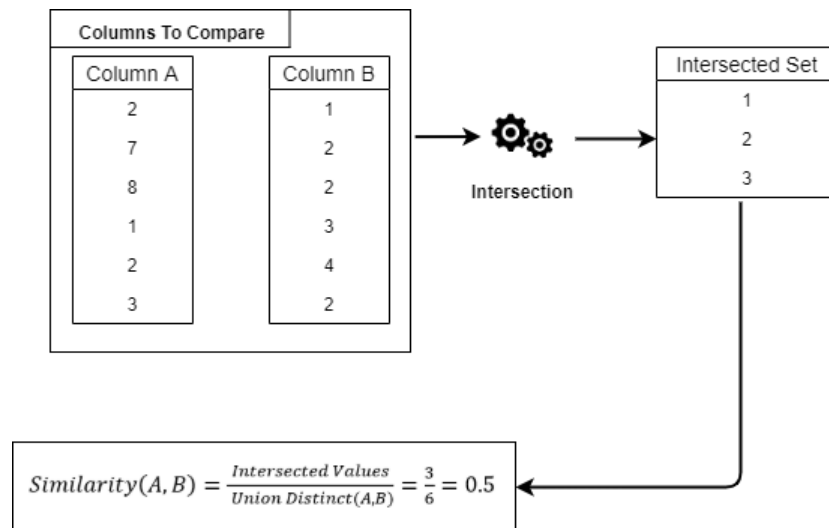 Columns To Compare
Column A
2
7
8
1
2
3
Column B
1
2
2
3
4
2
Intersection
Intersected Set
1
2
3
Similarity(A,B) = Intersected Values / Union Distinct(A,B) = 3/6 = 0.5